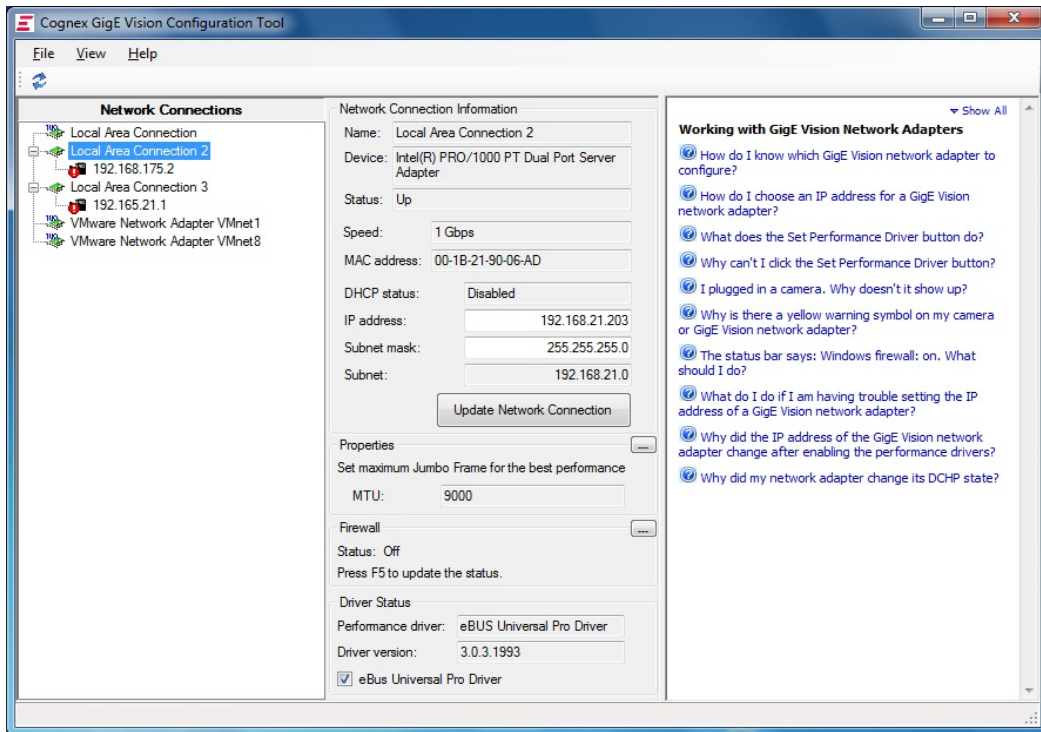 Cognex GigE Vision Configuration Tool
File View Help
Network Connections
Local Area Connection
Local Area Connection 2
192.168.175.2
Local Area Connection 3
192.165.21.1
VMware Network Adapter VMnet1
VMware Network Adapter VMnet8
Network Connection Information
Name: Local Area Connection 2
Device: Intel(R) PRO/1000 PT Dual Port Server
Adapter
Status: Up
Speed: 1 Gbps
MAC address: 00-1B-21-90-06-AD
DHCP status: Disabled
IP address: 192.168.21.203
Subnet mask: 255.255.255.0
Subnet: 192.168.21.0
Update Network Connection
Properties ...
Set maximum Jumbo Frame for the best performance
MTU: 9000
Firewall ...
Status: Off
Press F5 to update the status.
Driver Status
Performance driver: eBUS Universal Pro Driver
Driver version: 3.0.3.1993
eBus Universal Pro Driver
Show All
Working with GigE Vision Network Adapters
How do I know which GigE Vision network adapter to
configure?
How do I choose an IP address for a GigE Vision
network adapter?
What does the Set Performance Driver button do?
Why can't I click the Set Performance Driver button?
I plugged in a camera. Why doesn't it show up?
Why is there a yellow warning symbol on my camera
or GigE Vision network adapter?
The status bar says: Windows firewall: on. What
should I do?
What do I do if I am having trouble setting the IP
address of a GigE Vision network adapter?
Why did the IP address of the GigE Vision network
adapter change after enabling the performance drivers?
Why did my network adapter change its DCHP state?